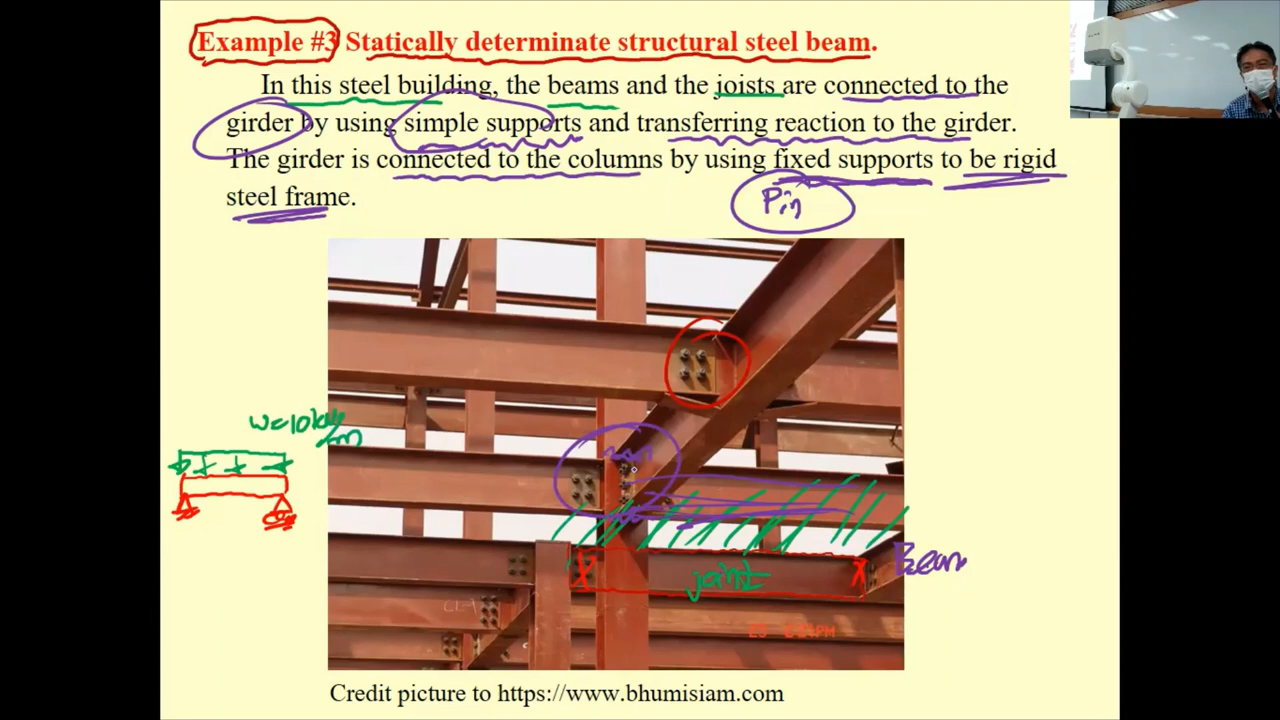 Example #3 Statically determinate structural steel beam.
In this steel building, the beams and the joists are connected to the
girder by using simple supports and transferring reaction to the girder.
The girder is connected to the columns by using fixed supports to be rigid
steel frame.
Pin
w=10kN/m
Beam
joint
Credit picture to https://www.bhumisiam.com